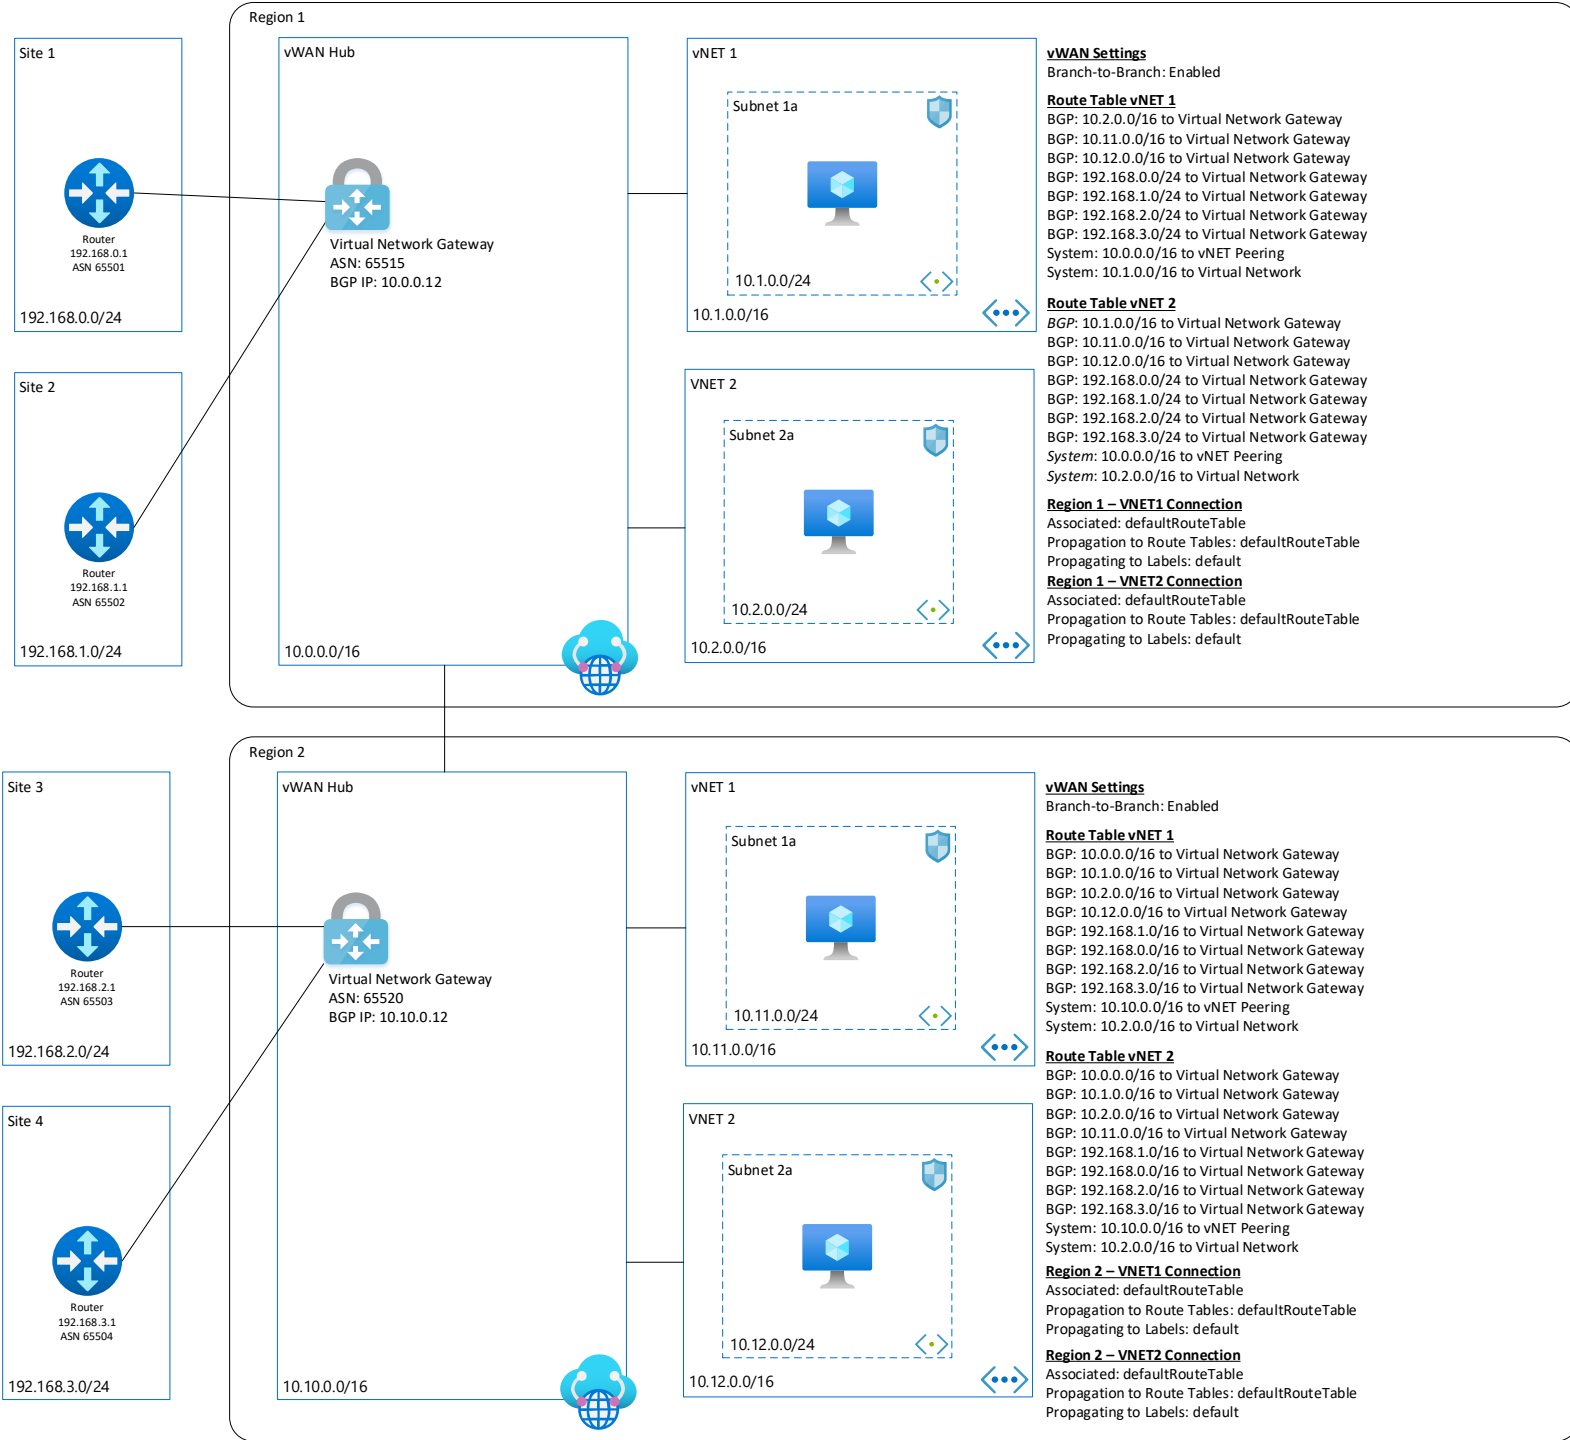 Region 1
Site 1
Router
192.168.0.1
ASN 65501
192.168.0.0/24
Site 2
Router
192.168.1.1
ASN 65502
192.168.1.0/24
vWAN Hub
Virtual Network Gateway
ASN: 65515
BGP IP: 10.0.0.12
10.0.0.0/16
vNET 1
Subnet 1a
10.1.0.0/24
10.1.0.0/16
VNET 2
Subnet 2a
10.2.0.0/24
10.2.0.0/16
vWAN Settings
Branch-to-Branch: Enabled
Route Table vNET 1
BGP: 10.2.0.0/16 to Virtual Network Gateway
BGP: 10.11.0.0/16 to Virtual Network Gateway
BGP: 10.12.0.0/16 to Virtual Network Gateway
BGP: 192.168.0.0/24 to Virtual Network Gateway
BGP: 192.168.1.0/24 to Virtual Network Gateway
BGP: 192.168.2.0/24 to Virtual Network Gateway
BGP: 192.168.3.0/24 to Virtual Network Gateway
System: 10.0.0.0/16 to vNET Peering
System: 10.1.0.0/16 to Virtual Network
Route Table vNET 2
BGP: 10.1.0.0/16 to Virtual Network Gateway
BGP: 10.11.0.0/16 to Virtual Network Gateway
BGP: 10.12.0.0/16 to Virtual Network Gateway
BGP: 192.168.0.0/24 to Virtual Network Gateway
BGP: 192.168.1.0/24 to Virtual Network Gateway
BGP: 192.168.2.0/24 to Virtual Network Gateway
BGP: 192.168.3.0/24 to Virtual Network Gateway
System: 10.0.0.0/16 to vNET Peering
System: 10.2.0.0/16 to Virtual Network
Region 1 – VNET1 Connection
Associated: defaultRouteTable
Propagation to Route Tables: defaultRouteTable
Propagating to Labels: default
Region 1 – VNET2 Connection
Associated: defaultRouteTable
Propagation to Route Tables: defaultRouteTable
Propagating to Labels: default
Region 2
Site 3
Router
192.168.2.1
ASN 65503
192.168.2.0/24
Site 4
Router
192.168.3.1
ASN 65504
192.168.3.0/24
vWAN Hub
Virtual Network Gateway
ASN: 65520
BGP IP: 10.10.0.12
10.10.0.0/16
vNET 1
Subnet 1a
10.11.0.0/24
10.11.0.0/16
VNET 2
Subnet 2a
10.12.0.0/24
10.12.0.0/16
vWAN Settings
Branch-to-Branch: Enabled
Route Table vNET 1
BGP: 10.0.0.0/16 to Virtual Network Gateway
BGP: 10.1.0.0/16 to Virtual Network Gateway
BGP: 10.2.0.0/16 to Virtual Network Gateway
BGP: 10.12.0.0/16 to Virtual Network Gateway
BGP: 192.168.1.0/16 to Virtual Network Gateway
BGP: 192.168.0.0/16 to Virtual Network Gateway
BGP: 192.168.2.0/16 to Virtual Network Gateway
BGP: 192.168.3.0/16 to Virtual Network Gateway
System: 10.10.0.0/16 to vNET Peering
System: 10.2.0.0/16 to Virtual Network
Route Table vNET 2
BGP: 10.0.0.0/16 to Virtual Network Gateway
BGP: 10.1.0.0/16 to Virtual Network Gateway
BGP: 10.2.0.0/16 to Virtual Network Gateway
BGP: 10.11.0.0/16 to Virtual Network Gateway
BGP: 192.168.1.0/16 to Virtual Network Gateway
BGP: 192.168.0.0/16 to Virtual Network Gateway
BGP: 192.168.2.0/16 to Virtual Network Gateway
BGP: 192.168.3.0/16 to Virtual Network Gateway
System: 10.10.0.0/16 to vNET Peering
System: 10.2.0.0/16 to Virtual Network
Region 2 – VNET1 Connection
Associated: defaultRouteTable
Propagation to Route Tables: defaultRouteTable
Propagating to Labels: default
Region 2 – VNET2 Connection
Associated: defaultRouteTable
Propagation to Route Tables: defaultRouteTable
Propagating to Labels: default